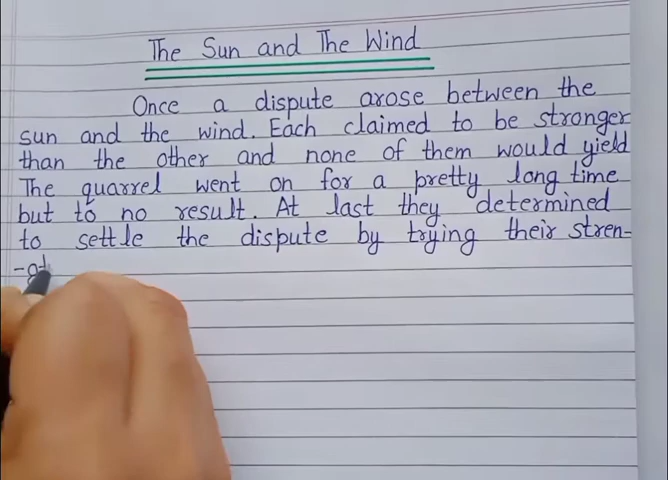 The Sun and The Wind
Once a dispute arose between the
sun and the wind. Each claimed to be stronger
than the other and none of them would yield
The quarrel went on for a pretty long time
but to no result. At last they determined
to settle the dispute by trying their stren-
-gt